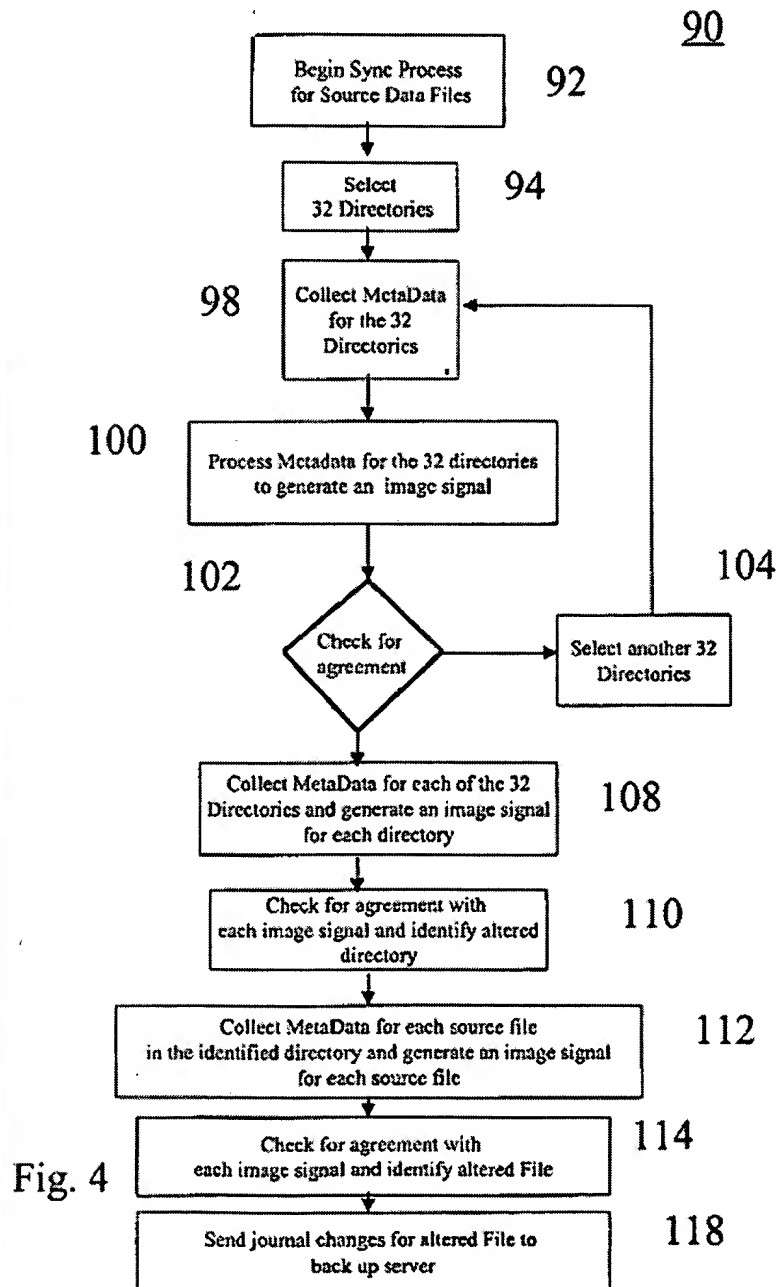 90
Begin Sync Process
for Source Data Files
92
Select
32 Directories
94
98
Collect MetaData
for the 32
Directories
100
Process Metadata for the 32 directories
to generate an image signal
102
Check for
agreement
104
Select another 32
Directories
Collect MetaData for each of the 32
Directories and generate an image signal
for each directory
108
Check for agreement with
each image signal and identify altered
directory
110
Collect MetaData for each source file
in the identified directory and generate an image signal
for each source file
112
Check for agreement with
each image signal and identify altered File
114
Fig. 4
Send journal changes for altered File to
back up server
118